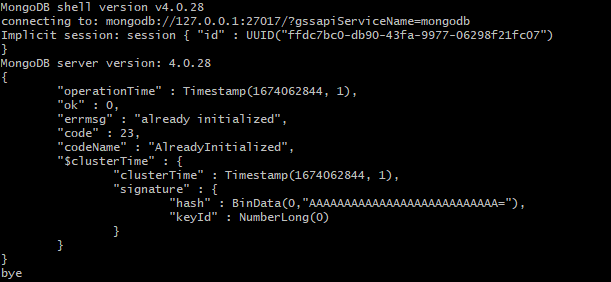 MongoDB shell version v4.0.28
connecting to: mongodb://127.0.0.1:27017/?gssapiServiceName=mongodb
Implicit session: session { "id" : UUID("ffdc7bc0-db90-43fa-9977-06298f21fc07")
}
MongoDB server version: 4.0.28
{
        "operationTime" : Timestamp(1674062844, 1),
        "ok" : 0,
        "errmsg" : "already initialized",
        "code" : 23,
        "codeName" : "AlreadyInitialized",
        "$clusterTime" : {
                "clusterTime" : Timestamp(1674062844, 1),
                "signature" : {
                        "hash" : BinData(0,"AAAAAAAAAAAAAAAAAAAAAAAAAAA="),
                        "keyId" : NumberLong(0)
                }
        }
}
bye